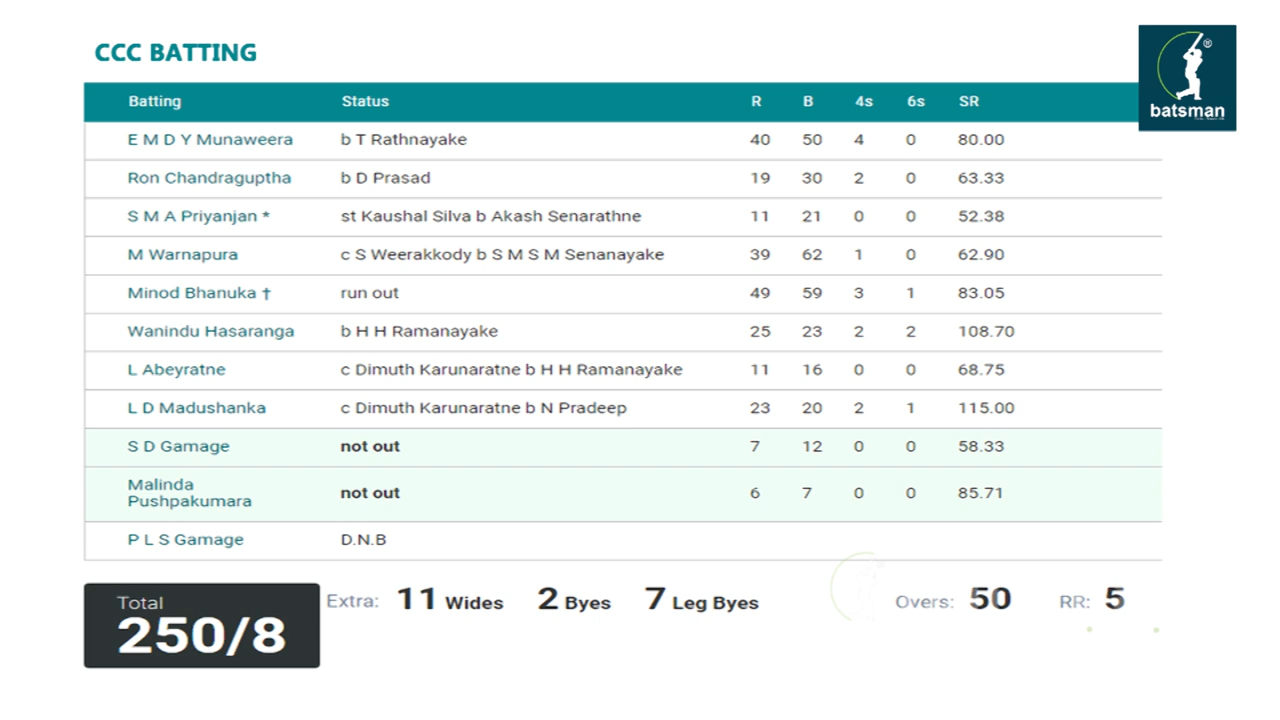 CCC BATTING
batsman
Batting Status R B 4s 6s SR
E M D Y Munaweera b T Rathnayake 40 50 4 0 80.00
Ron Chandraguptha b D Prasad 19 30 2 0 63.33
S M A Priyanjan * st Kaushal Silva b Akash Senarathne 11 21 0 0 52.38
M Warnapura c S Weerakkody b S M S M Senanayake 39 62 1 0 62.90
Minod Bhanuka † run out 49 59 3 1 83.05
Wanindu Hasaranga b H H Ramanayake 25 23 2 2 108.70
L Abeyratne c Dimuth Karunaratne b H H Ramanayake 11 16 0 0 68.75
L D Madushanka c Dimuth Karunaratne b N Pradeep 23 20 2 1 115.00
S D Gamage not out 7 12 0 0 58.33
Malinda
Pushpakumara not out 6 7 0 0 85.71
P L S Gamage D.N.B
Total
250/8
Extra: 11 Wides 2 Byes 7 Leg Byes Overs: 50 RR: 5